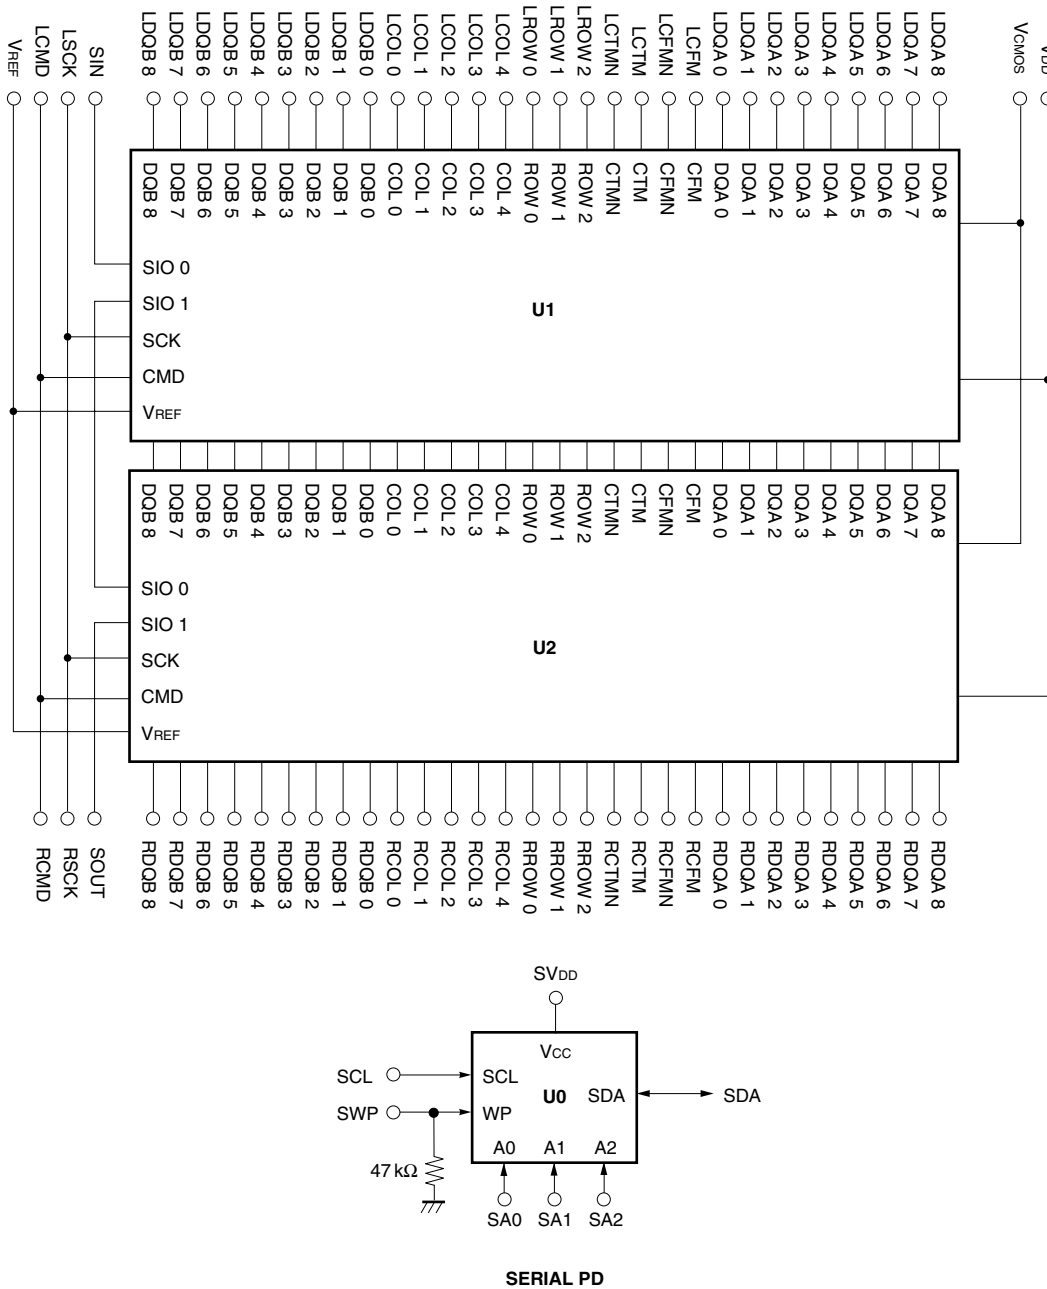 VREF
LCMD
LSCK
SIN
LDQB 8
LDQB 7
LDQB 6
LDQB 5
LDQB 4
LDQB 3
LDQB 2
LDQB 1
LDQB 0
LCOL 0
LCOL 1
LCOL 2
LCOL 3
LCOL 4
LROW 0
LROW 1
LROW 2
LCTMN
LCTM
LCFMN
LCFM
LDQA 0
LDQA 1
LDQA 2
LDQA 3
LDQA 4
LDQA 5
LDQA 6
LDQA 7
LDQA 8
VCMOS
VDD
DQB 8
DQB 7
DQB 6
DQB 5
DQB 4
DQB 3
DQB 2
DQB 1
DQB 0
COL 0
COL 1
COL 2
COL 3
COL 4
ROW 0
ROW 1
ROW 2
CTMN
CTM
CFMN
CFM
DQA 0
DQA 1
DQA 2
DQA 3
DQA 4
DQA 5
DQA 6
DQA 7
DQA 8
SIO 0
SIO 1
SCK
CMD
VREF
U1
DQB 8
DQB 7
DQB 6
DQB 5
DQB 4
DQB 3
DQB 2
DQB 1
DQB 0
COL 0
COL 1
COL 2
COL 3
COL 4
ROW 0
ROW 1
ROW 2
CTMN
CTM
CFMN
CFM
DQA 0
DQA 1
DQA 2
DQA 3
DQA 4
DQA 5
DQA 6
DQA 7
DQA 8
SIO 0
SIO 1
SCK
CMD
VREF
U2
RCMD
RSCK
SOUT
RDQB 8
RDQB 7
RDQB 6
RDQB 5
RDQB 4
RDQB 3
RDQB 2
RDQB 1
RDQB 0
RCOL 0
RCOL 1
RCOL 2
RCOL 3
RCOL 4
RROW 0
RROW 1
RROW 2
RCTMN
RCTM
RCFMN
RCFM
RDQA 0
RDQA 1
RDQA 2
RDQA 3
RDQA 4
RDQA 5
RDQA 6
RDQA 7
RDQA 8
SVDD
VCC
SCL
SCL
U0
SDA
SDA
SWP
WP
A0
A1
A2
47 kΩ
SA0
SA1
SA2
SERIAL PD